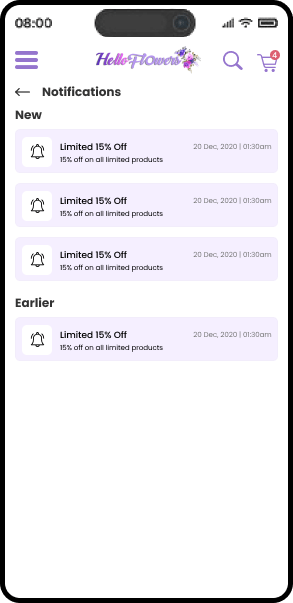 08:00
HelloFlowers
4
Notifications
New
Limited 15% Off
20 Dec, 2020 | 01:30am
15% off on all limited products
Limited 15% Off
20 Dec, 2020 | 01:30am
15% off on all limited products
Limited 15% Off
20 Dec, 2020 | 01:30am
15% off on all limited products
Earlier
Limited 15% Off
20 Dec, 2020 | 01:30am
15% off on all limited products